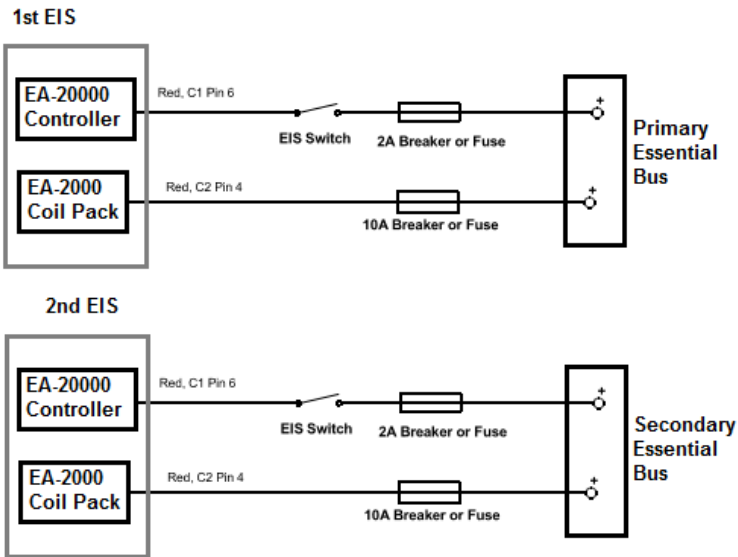 1st EIS
EA-20000
Controller
Red, C1 Pin 6
EIS Switch
2A Breaker or Fuse
+
Primary
Essential
Bus
EA-2000
Coil Pack
Red, C2 Pin 4
10A Breaker or Fuse
+
2nd EIS
EA-20000
Controller
Red, C1 Pin 6
EIS Switch
2A Breaker or Fuse
+
Secondary
Essential
Bus
EA-2000
Coil Pack
Red, C2 Pin 4
10A Breaker or Fuse
+